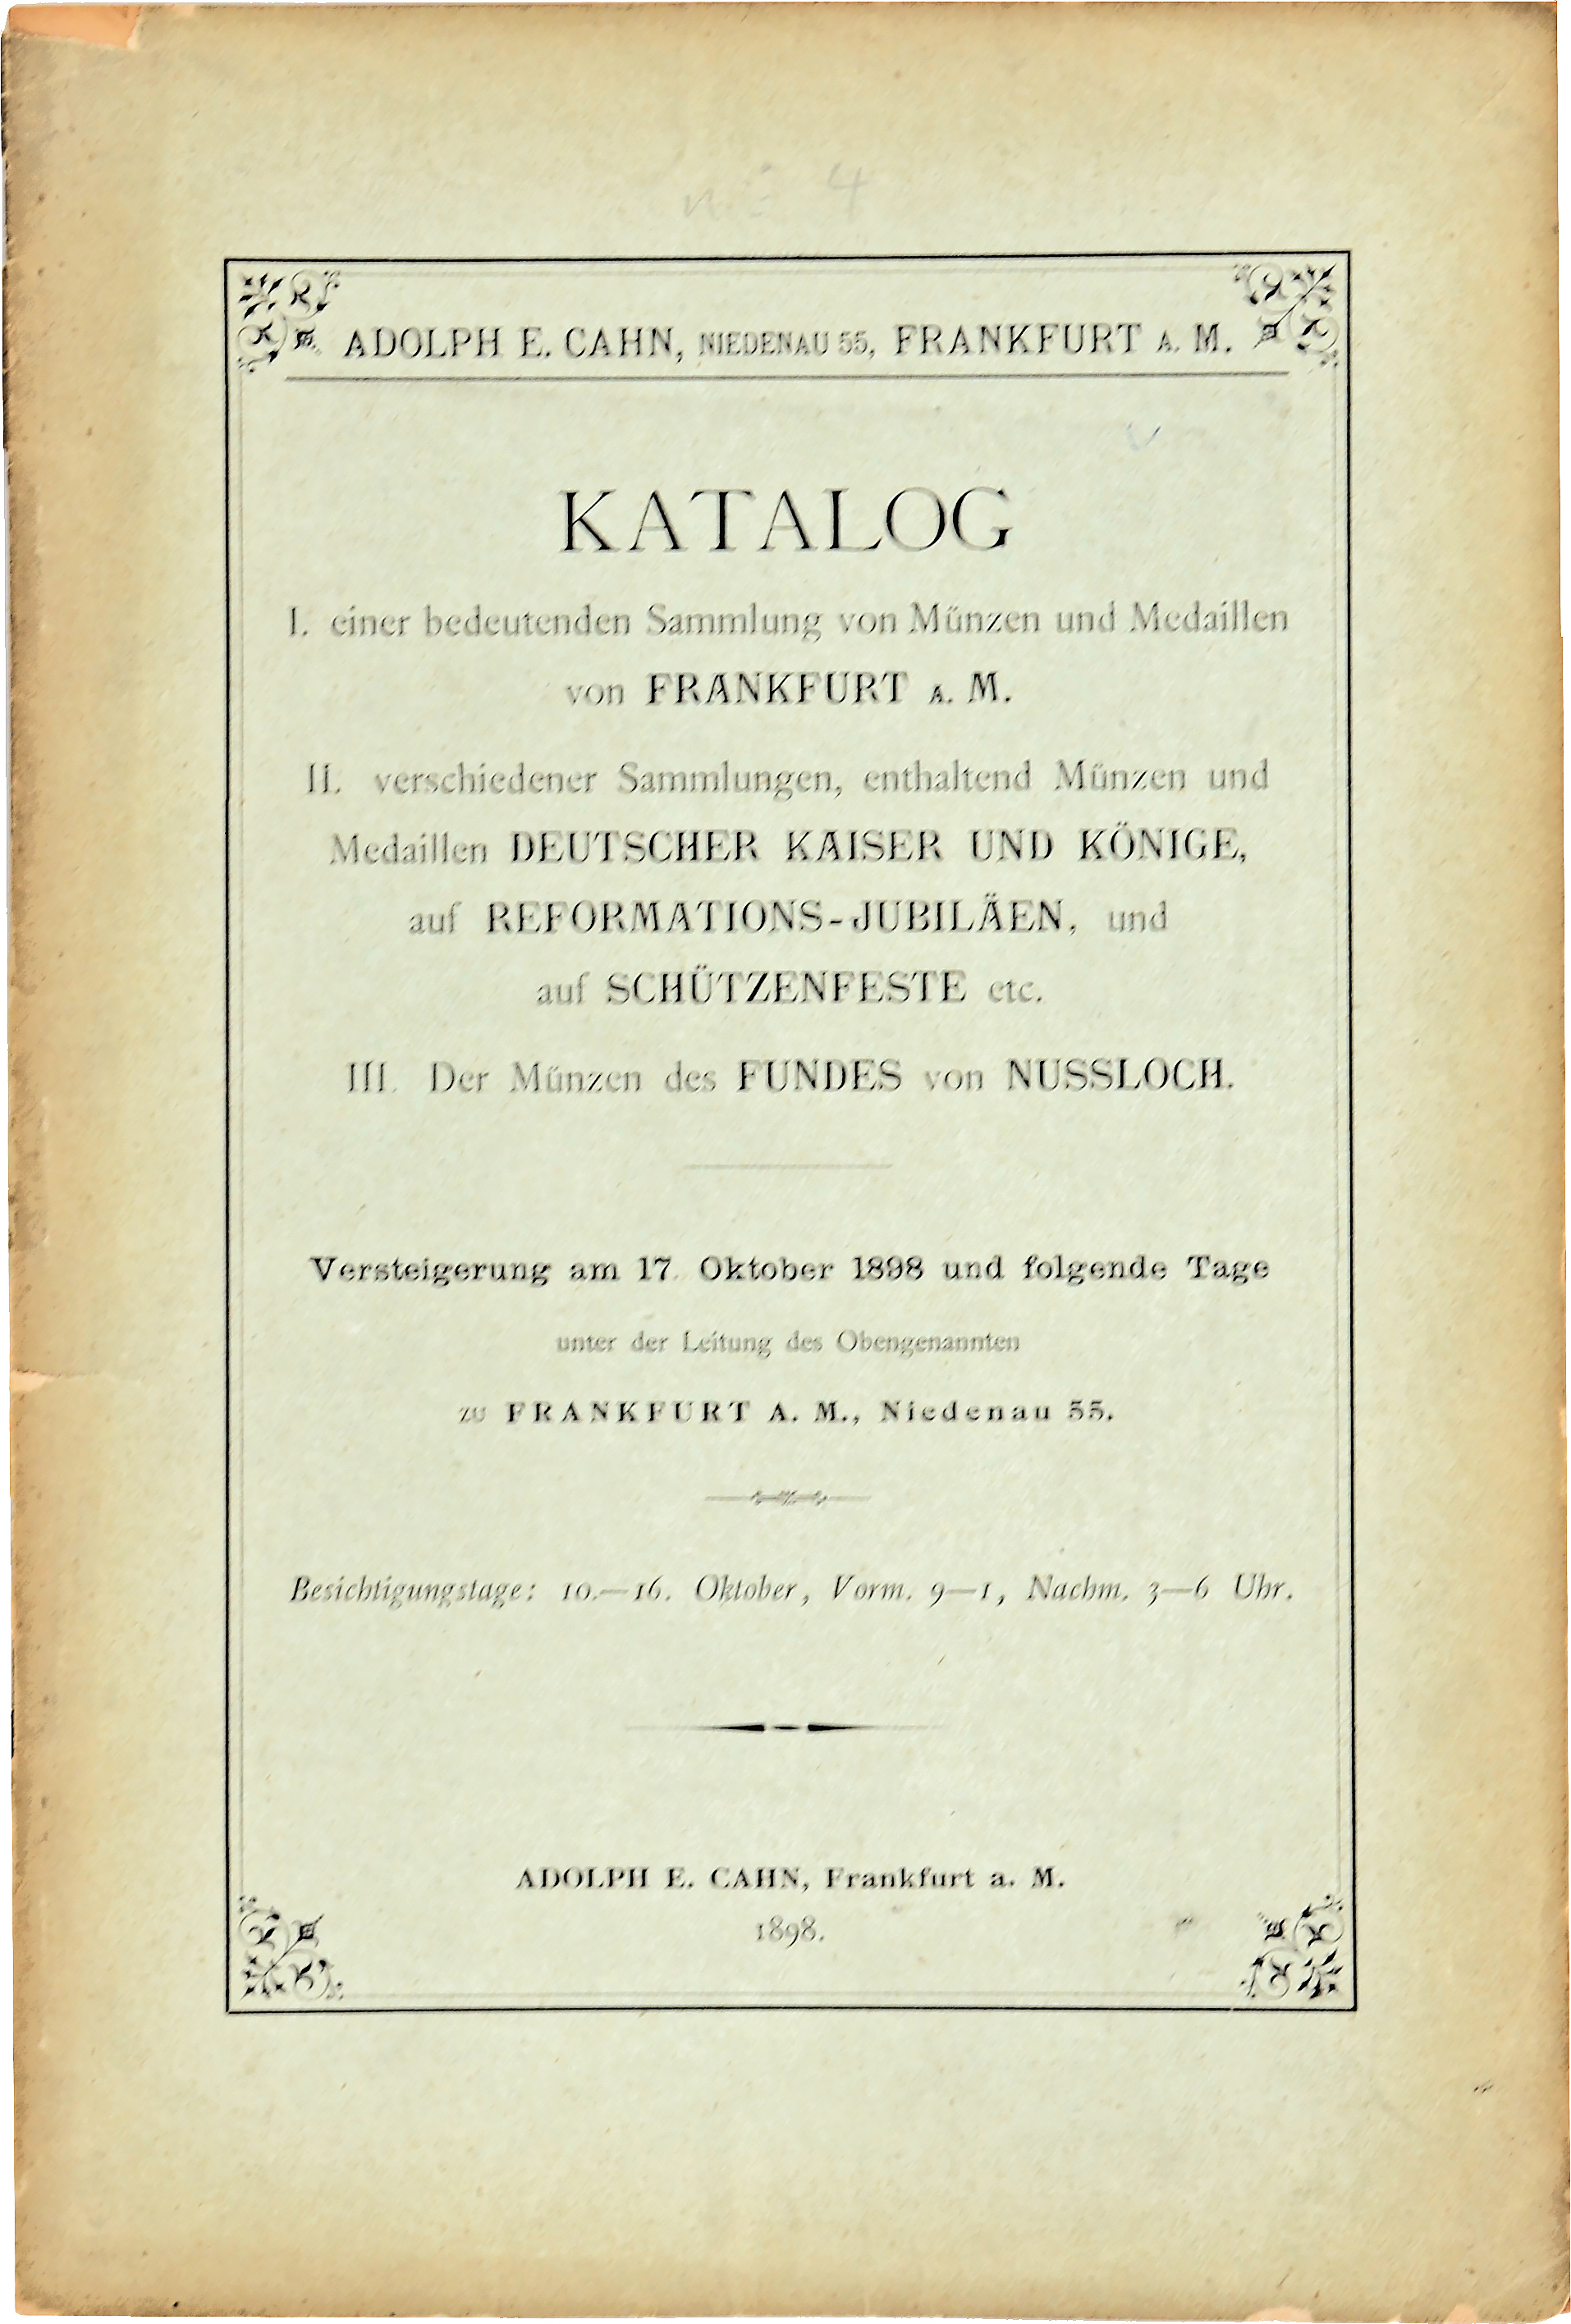 nº 4
ADOLPH E. CAHN, NIEDENAU 55, FRANKFURT A. M.
KATALOG
I. einer bedeutenden Sammlung von Münzen und Medaillen
von FRANKFURT A. M.
II. verschiedener Sammlungen, enthaltend Münzen und
Medaillen DEUTSCHER KAISER UND KÖNIGE,
auf REFORMATIONS-JUBILÄEN, und
auf SCHÜTZENFESTE etc.
III. Der Münzen des FUNDES von NUSSLOCH.
Versteigerung am 17. Oktober 1898 und folgende Tage
unter der Leitung des Obengenannten
zu FRANKFURT A. M., Niedenau 55.
Besichtigungstage: 10.—16. Oktober, Vorm. 9—1, Nachm. 3—6 Uhr.
ADOLPH E. CAHN, Frankfurt a. M.
1898.